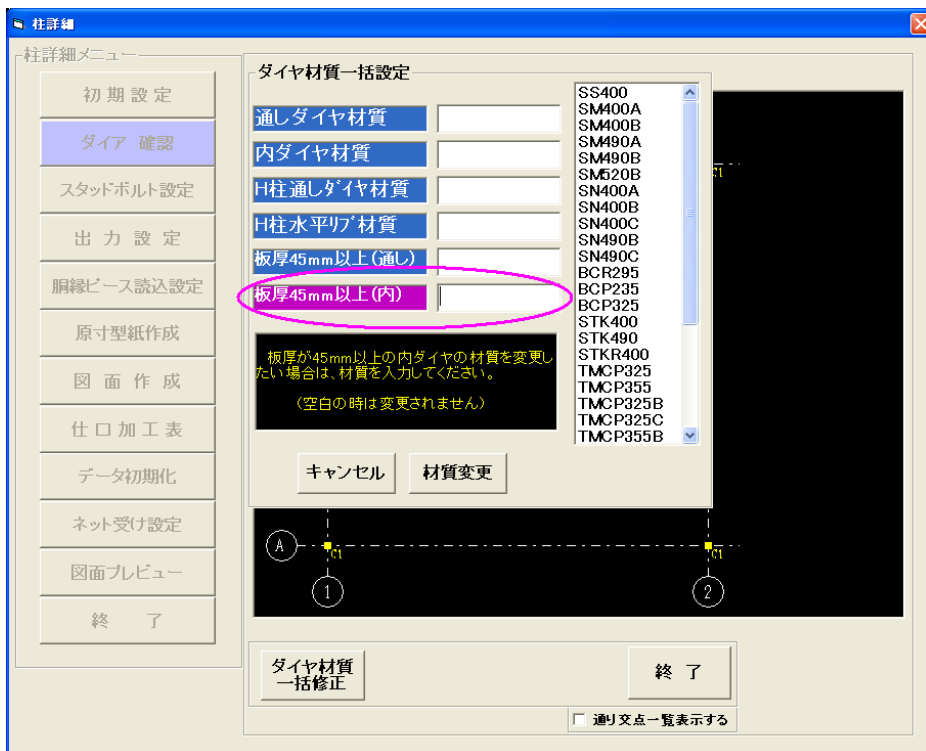 柱詳細
柱詳細メニュー
初 期 設 定
ダイア 確認
スタッドボルト設定
出 力 設 定
胴縁ピース読込設定
原寸型紙作成
図 面 作 成
仕 口 加 工 表
データ初期化
ネット受け設定
図面プレビュー
終 了
ダイヤ材質一括設定
通しダイヤ材質
内ダイヤ材質
H柱通しダイヤ材質
H柱水平リブ材質
板厚45mm以上(通し)
板厚45mm以上(内)
板厚が45mm以上の内ダイヤの材質を変更し
たい場合は、材質を入力してください。
(空白の時は変更されません)
キャンセル
材質変更
SS400
SM400A
SM400B
SM490A
SM490B
SM520B
SN400A
SN400B
SN400C
SN490B
SN490C
BCR295
BCP235
BCP325
STK400
STK490
STKR400
TMCP325
TMCP355
TMCP325B
TMCP325C
TMCP355B
C1
A
C1
C1
1
2
ダイヤ材質
一括修正
終 了
通り交点一覧表示する